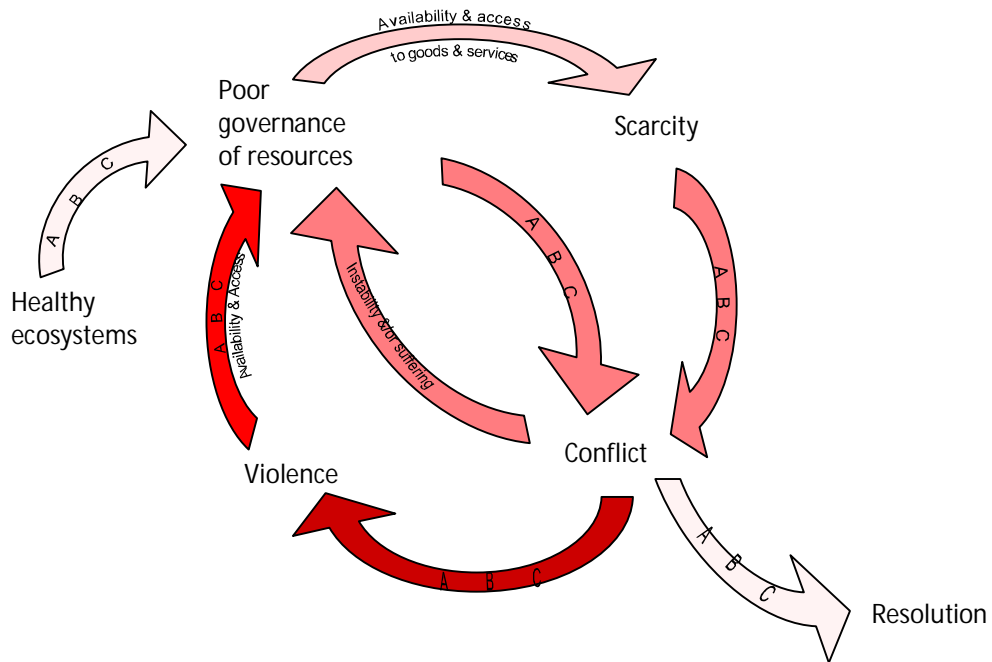 Availability & access
to goods & services
Poor
governance
of resources
Scarcity
A B C
Healthy
ecosystems
A B C
Availability & Access
A B C
Instability &/or suffering
A B C
Conflict
Violence
A B C
A B C
Resolution
A B C